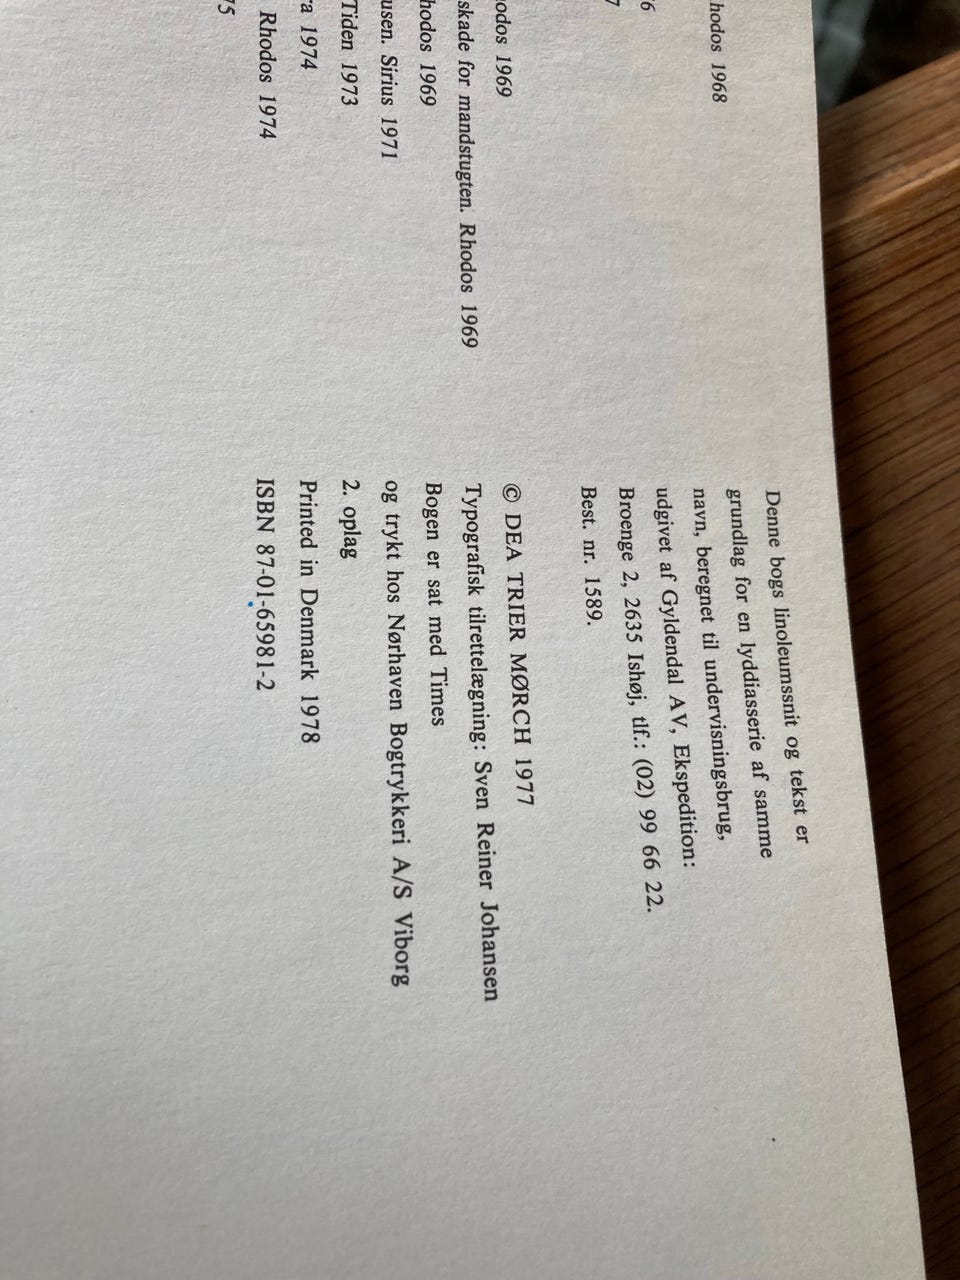 hodos 1968
76
7
odos 1969
skade for mandstugten. Rhodos 1969
hodos 1969
usen. Sirius 1971
Tiden 1973
ra 1974
Rhodos 1974
75
Denne bogs linoleumssnit og tekst er
grundlag for en lyddiasserie af samme
navn, beregnet til undervisningsbrug,
udgivet af Gyldendal AV, Ekspedition:
Broenge 2, 2635 Ishøj, tlf.: (02) 99 66 22.
Best. nr. 1589.
© DEA TRIER MØRCH 1977
Typografisk tilrettelægning: Sven Reiner Johansen
Bogen er sat med Times
og trykt hos Nørhaven Bogtrykkeri A/S Viborg
2. oplag
Printed in Denmark 1978
ISBN 87-01-65981-2